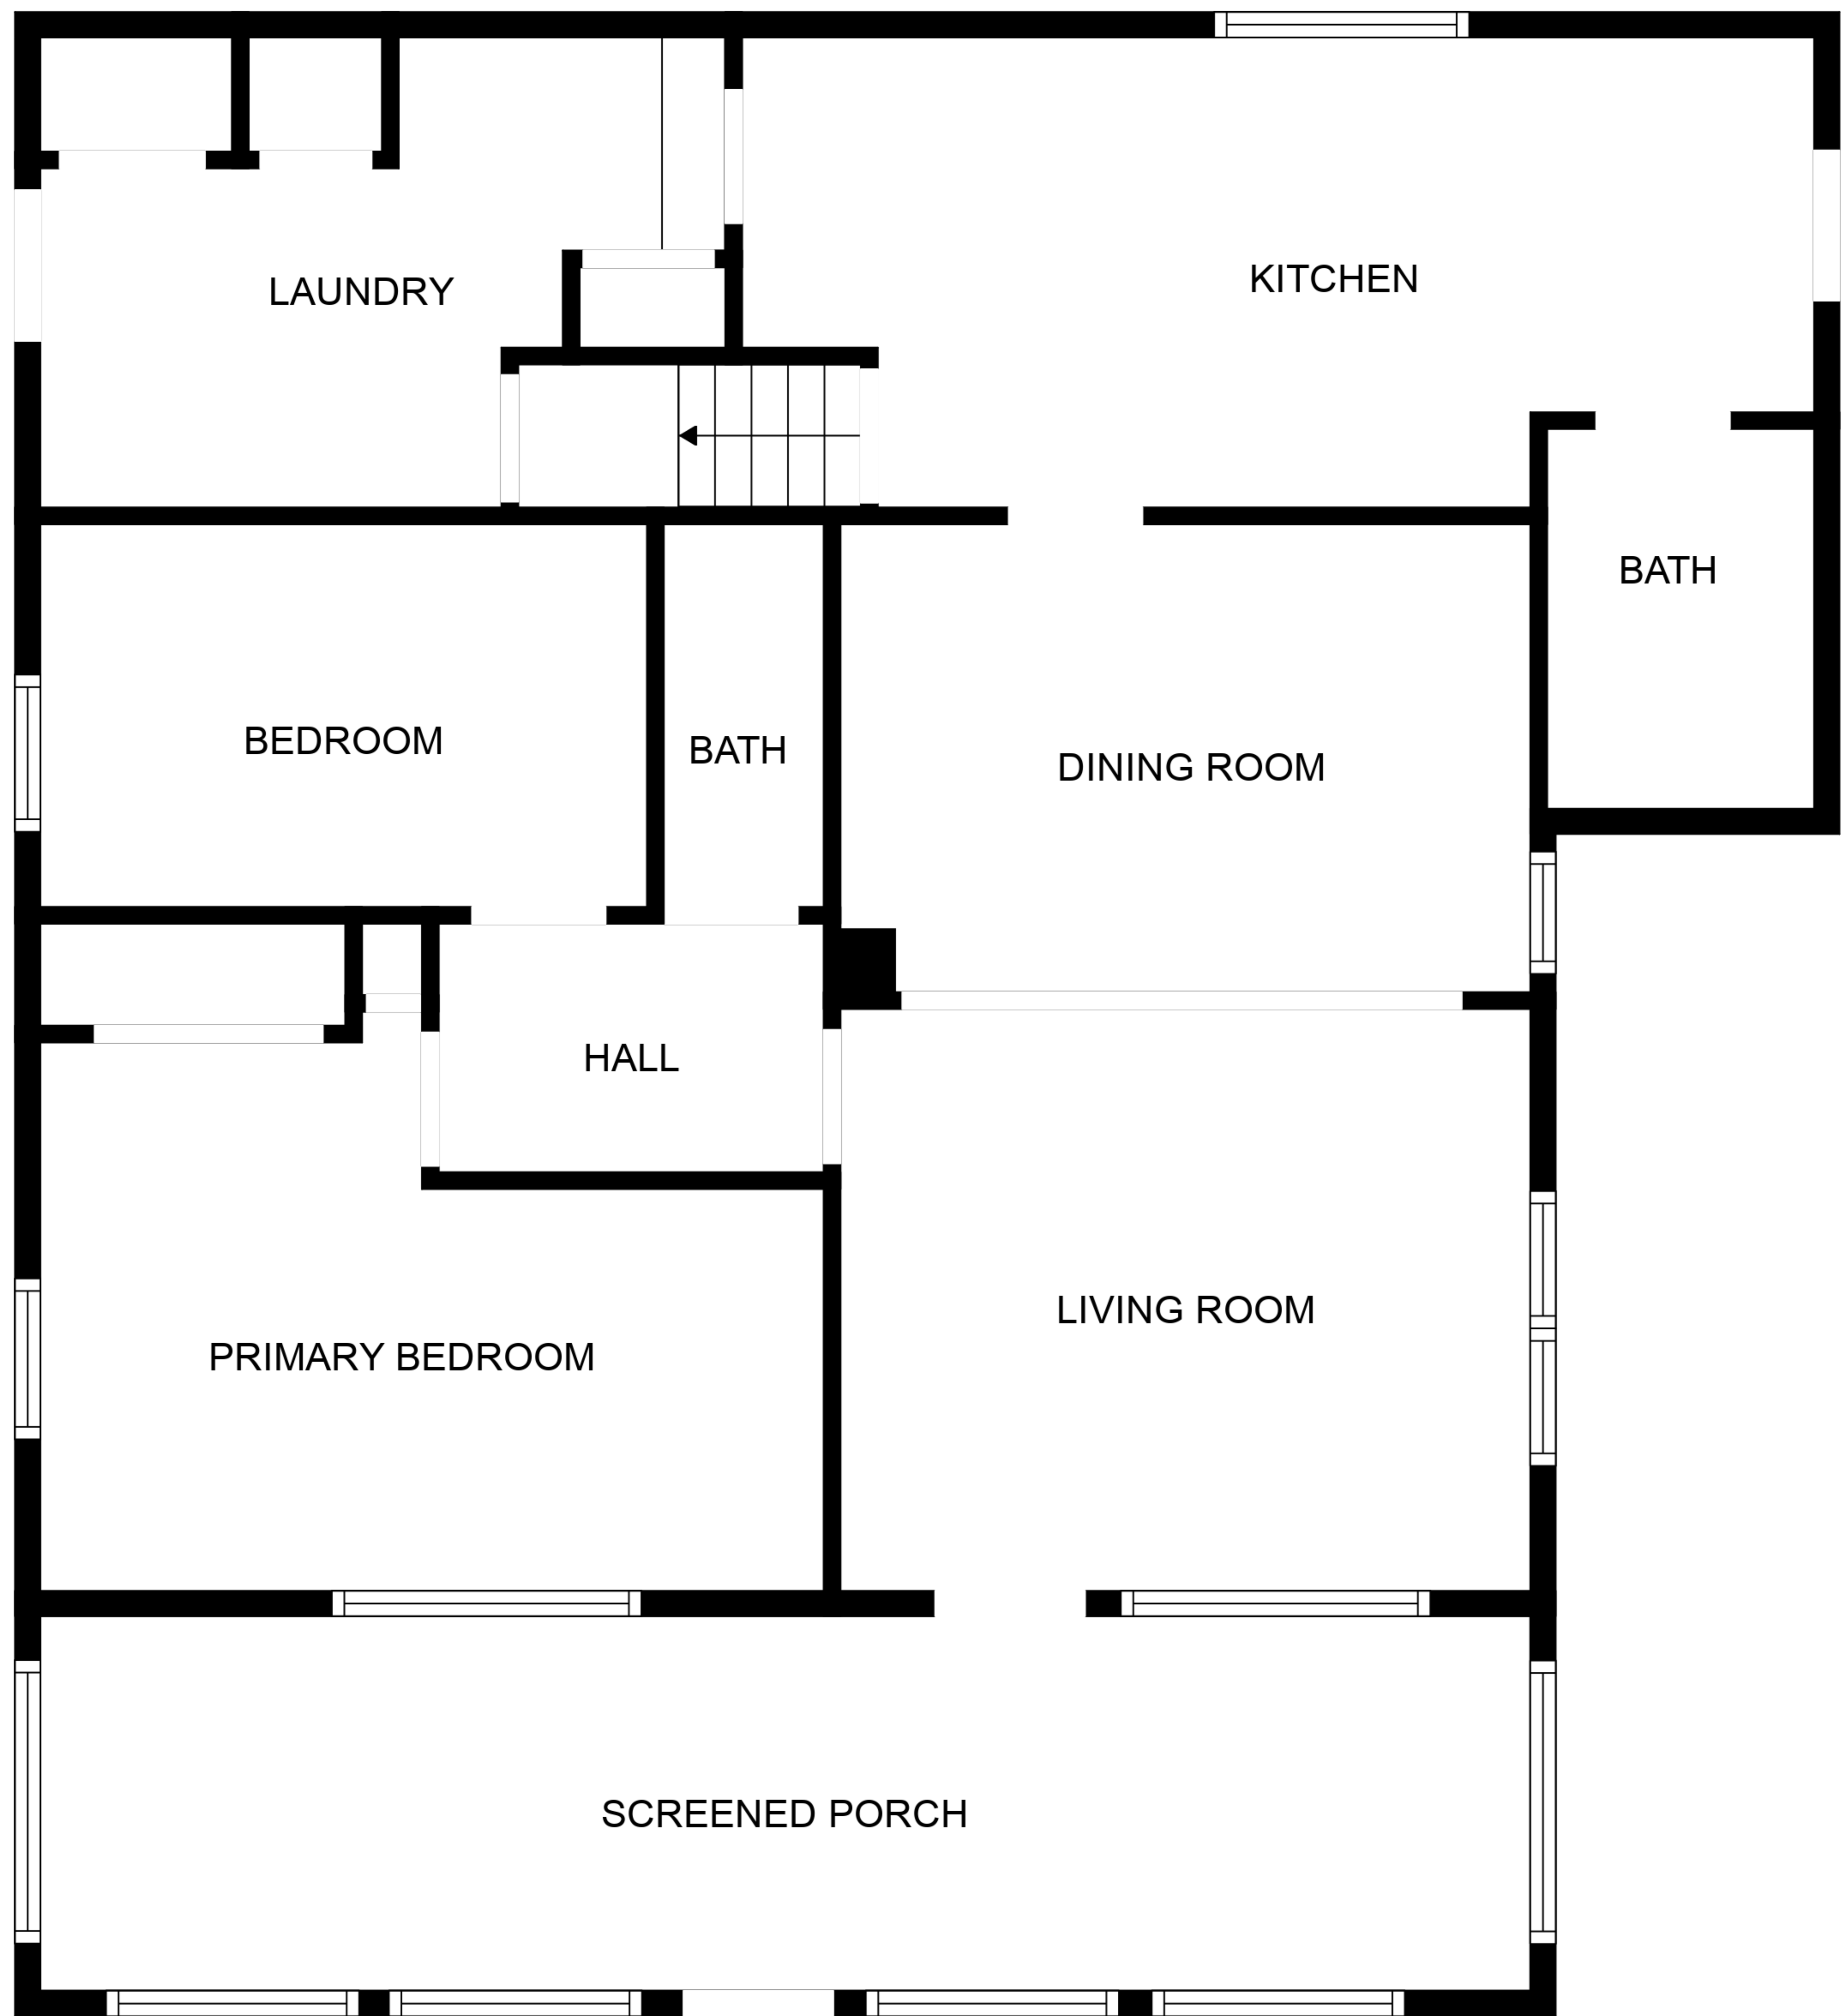 KITCHEN
LAUNDRY
BATH
BEDROOM
BATH
DINING ROOM
HALL
LIVING ROOM
PRIMARY BEDROOM
SCREENED PORCH